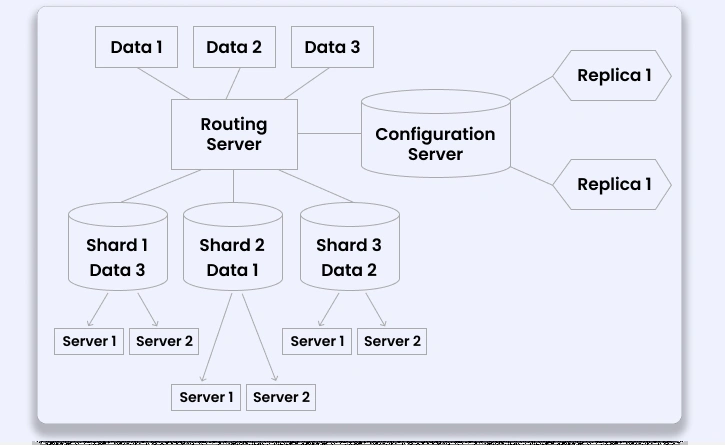 Data 1
Data 2
Data 3
Replica 1
Routing
Server
Configuration
Server
Replica 1
Shard 1
Data 3
Shard 2
Data 1
Shard 3
Data 2
Server 1
Server 2
Server 1
Server 2
Server 1
Server 2